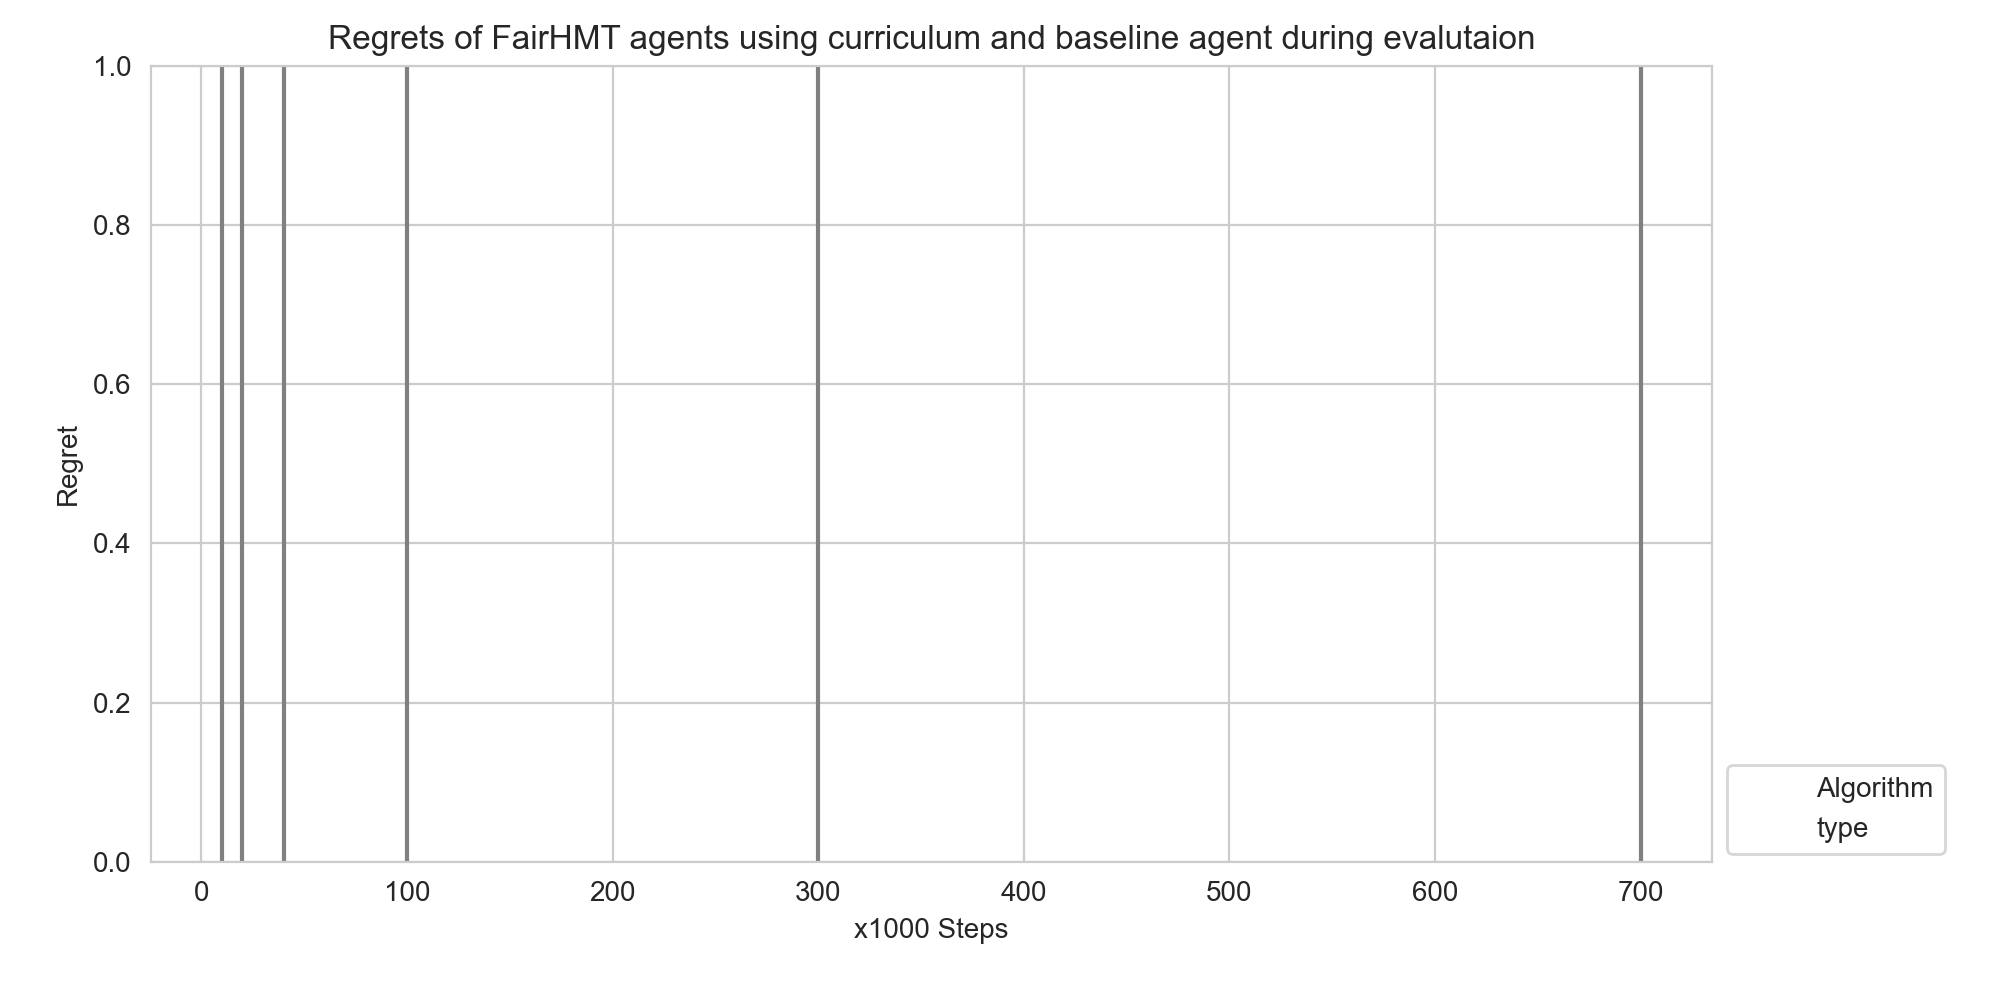 Regrets of FairHMT agents using curriculum and baseline agent during evalutaion
1.0
0.8
0.6
0.4
0.2
0.0
Regret
0 100 200 300 400 500 600 700
x1000 Steps
Algorithm
type